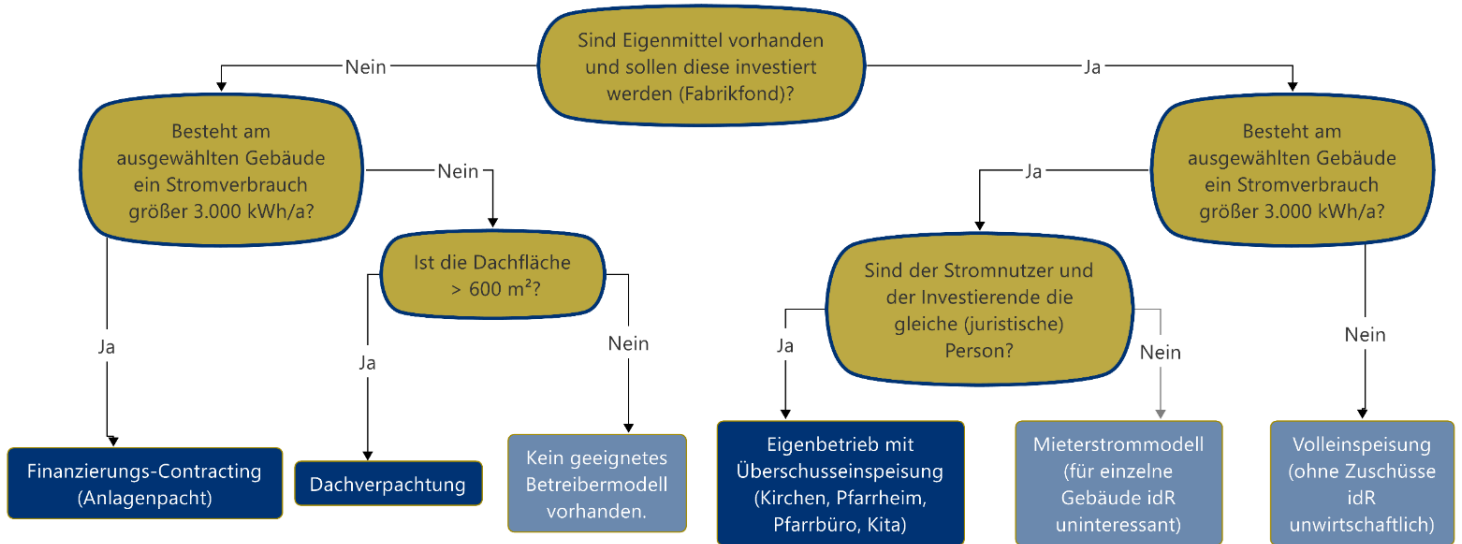 Sind Eigenmittel vorhanden
und sollen diese investiert
werden (Fabrikfond)?
Nein
Ja
Besteht am
ausgewählten Gebäude
ein Stromverbrauch
größer 3.000 kWh/a?
Besteht am
ausgewählten Gebäude
ein Stromverbrauch
größer 3.000 kWh/a?
Nein
Ja
Ist die Dachfläche
> 600 m²?
Sind der Stromnutzer und
der Investierende die
gleiche (juristische)
Person?
Ja
Ja
Nein
Ja
Nein
Nein
Finanzierungs-Contracting
(Anlagenpacht)
Dachverpachtung
Kein geeignetes
Betreibermodell
vorhanden.
Eigenbetrieb mit
Überschusseinspeisung
(Kirchen, Pfarrheim,
Pfarrbüro, Kita)
Mieterstrommodell
(für einzelne
Gebäude idR
uninteressant)
Volleinspeisung
(ohne Zuschüsse
idR
unwirtschaftlich)